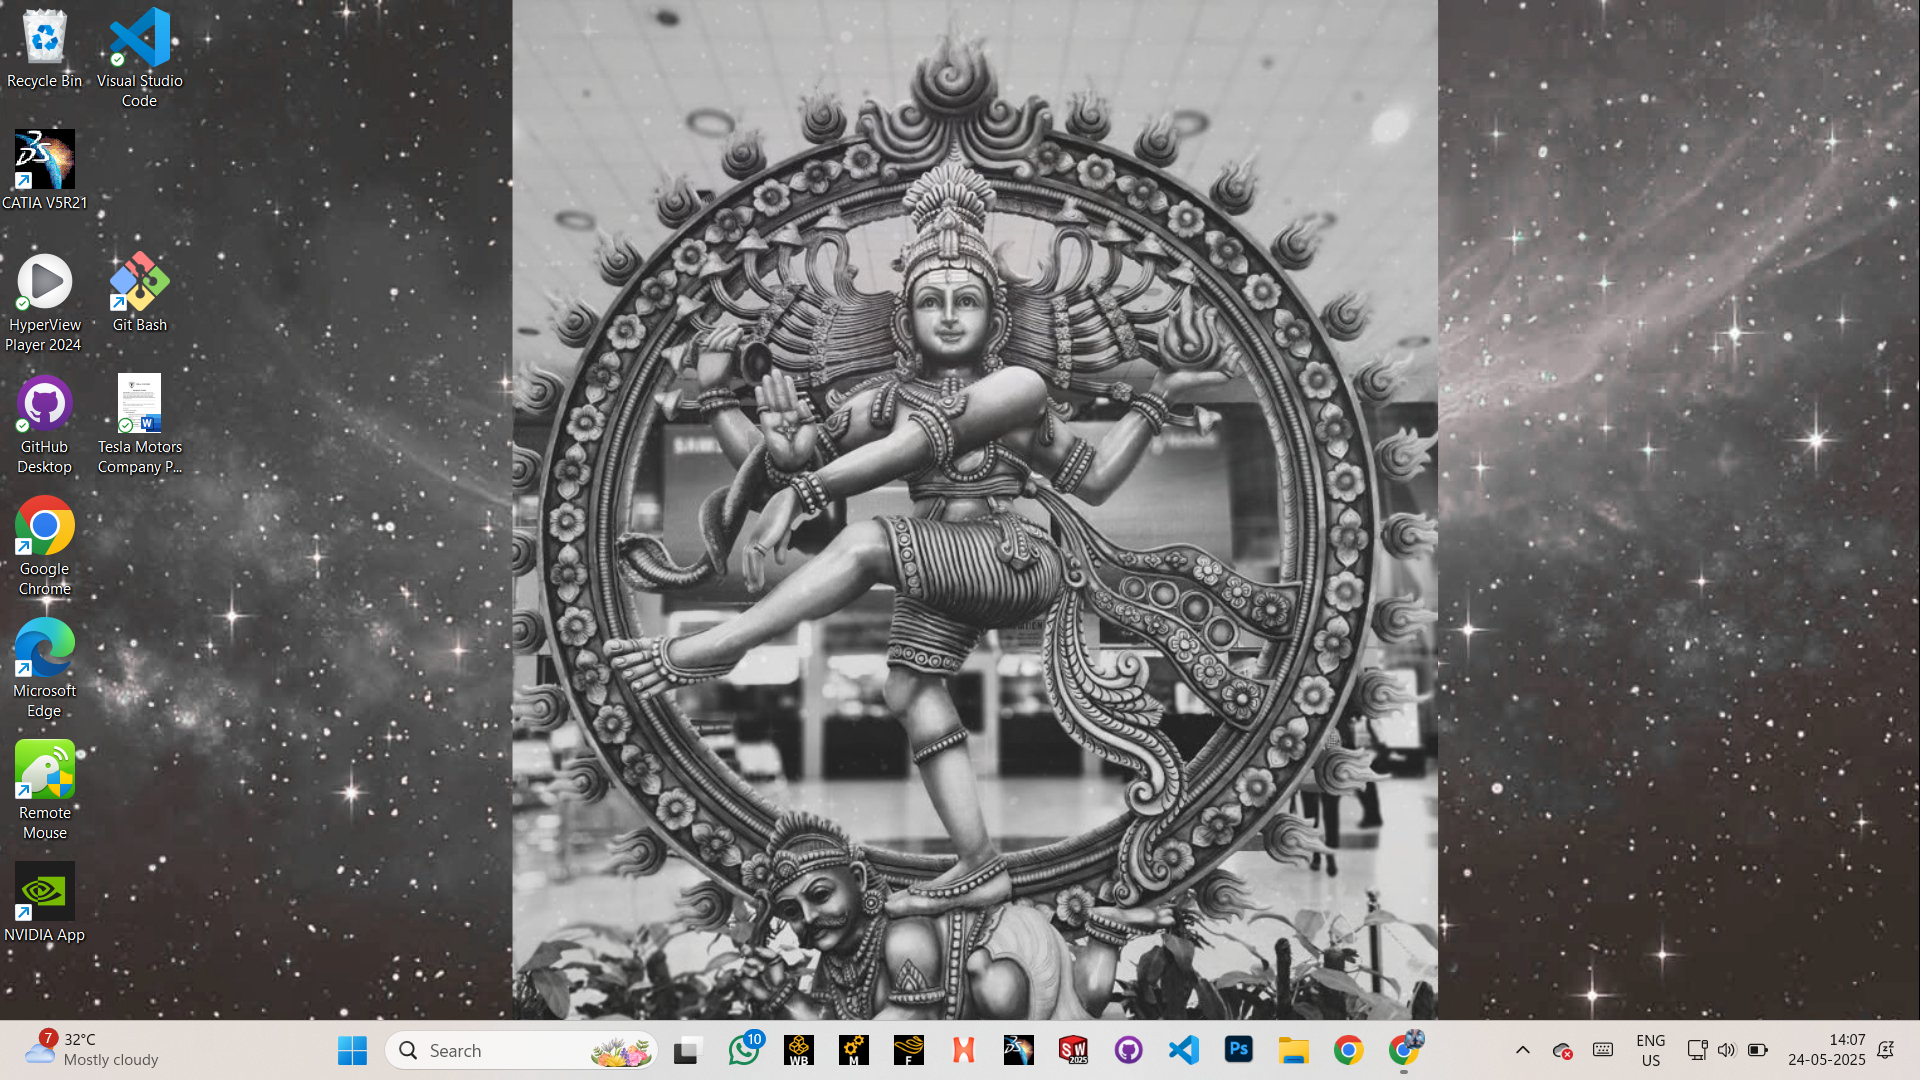 Recycle Bin
Visual Studio
Code
CATIA V5R21
HyperView
Player 2024
Git Bash
GitHub
Desktop
Tesla Motors
Company P...
Google
Chrome
Microsoft
Edge
Remote
Mouse
NVIDIA App
7
32°C
Mostly cloudy
Search
10
WB
M
F
SW
2025
Ps
ENG
US
14:07
24-05-2025